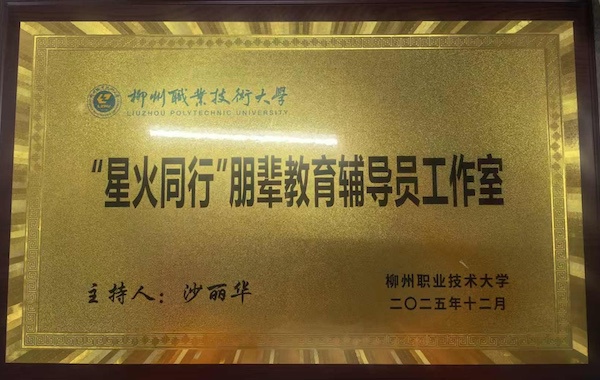 柳州職業技術大學
LIUZHOU POLYTECHNIC UNIVERSITY
“星火同行”朋辈教育辅导员工作室
主持人：沙丽华
柳州职业技术大学
二〇二五年十二月